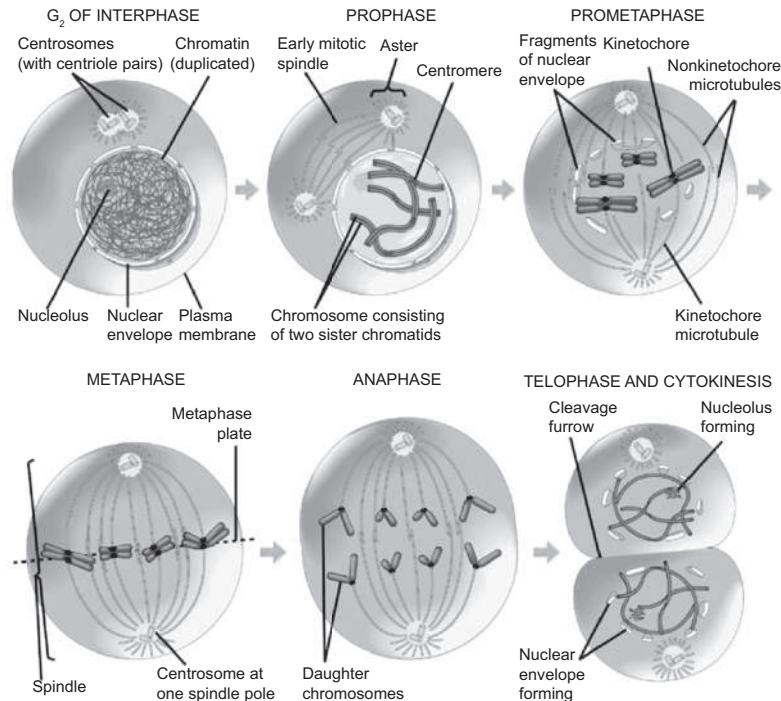 G2 OF INTERPHASE
PROPHASE
PROMETAPHASE
Centrosomes
(with centriole pairs)
Chromatin
(duplicated)
Early mitotic
spindle
Aster
Centromere
Fragments
of nuclear
envelope
Kinetochore
Nonkinetochore
microtubules
Nucleolus
Nuclear
envelope
Plasma
membrane
Chromosome consisting
of two sister chromatids
Kinetochore
microtubule
METAPHASE
ANAPHASE
TELOPHASE AND CYTOKINESIS
Metaphase
plate
Cleavage
furrow
Nucleolus
forming
Spindle
Centrosome at
one spindle pole
Daughter
chromosomes
Nuclear
envelope
forming